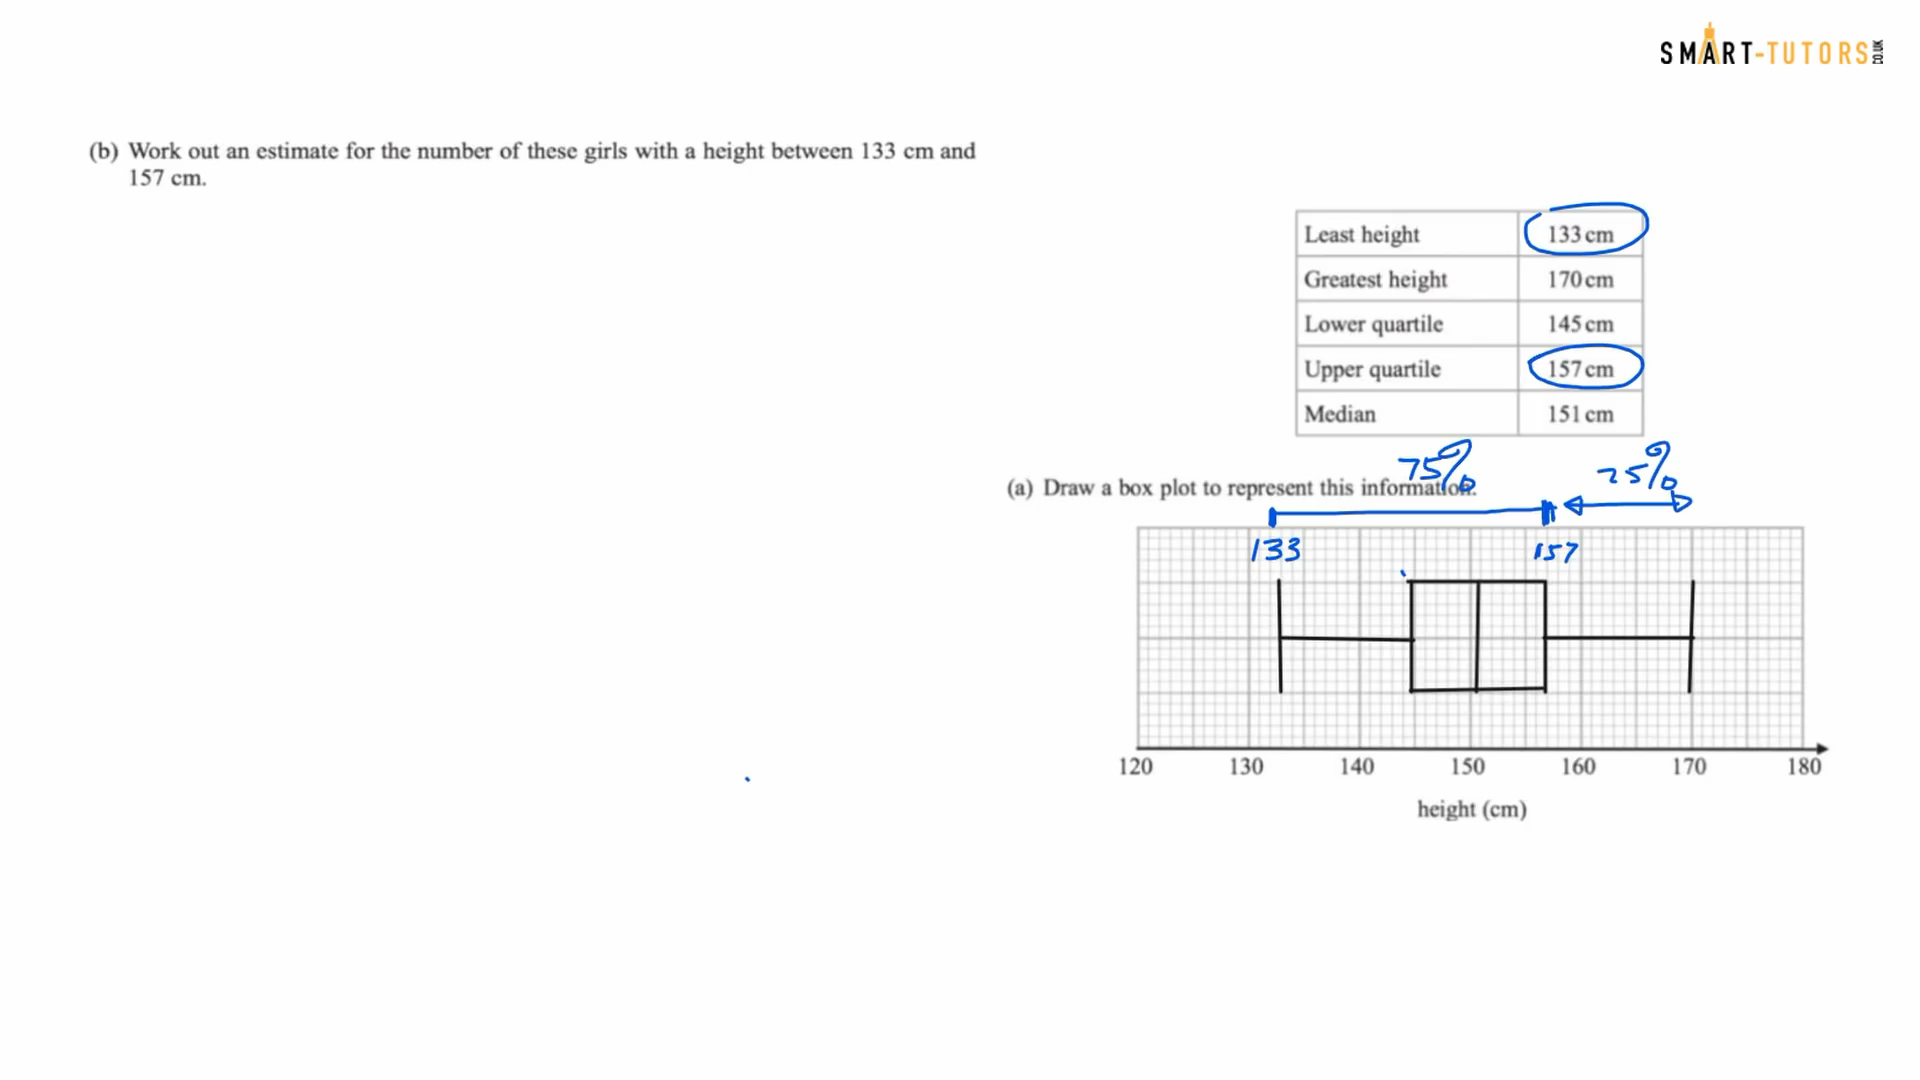 SMART-TUTORS.CO.UK
(b) Work out an estimate for the number of these girls with a height between 133 cm and
157 cm.
Least height 133 cm
Greatest height 170 cm
Lower quartile 145 cm
Upper quartile 157 cm
Median 151 cm
75% 25%
(a) Draw a box plot to represent this information.
133 157
120 130 140 150 160 170 180
height (cm)